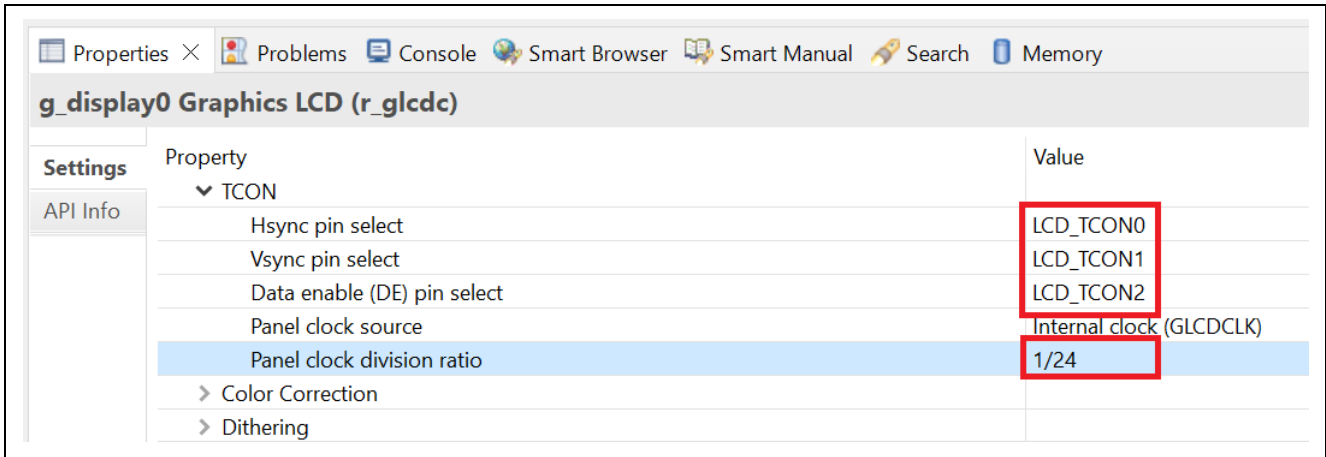 Properties Problems Console Smart Browser Smart Manual Search Memory
g_display0 Graphics LCD (r_glcdc)
Settings
API Info
Property Value
TCON
Hsync pin select LCD_TCON0
Vsync pin select LCD_TCON1
Data enable (DE) pin select LCD_TCON2
Panel clock source Internal clock (GLCDCLK)
Panel clock division ratio 1/24
Color Correction
Dithering